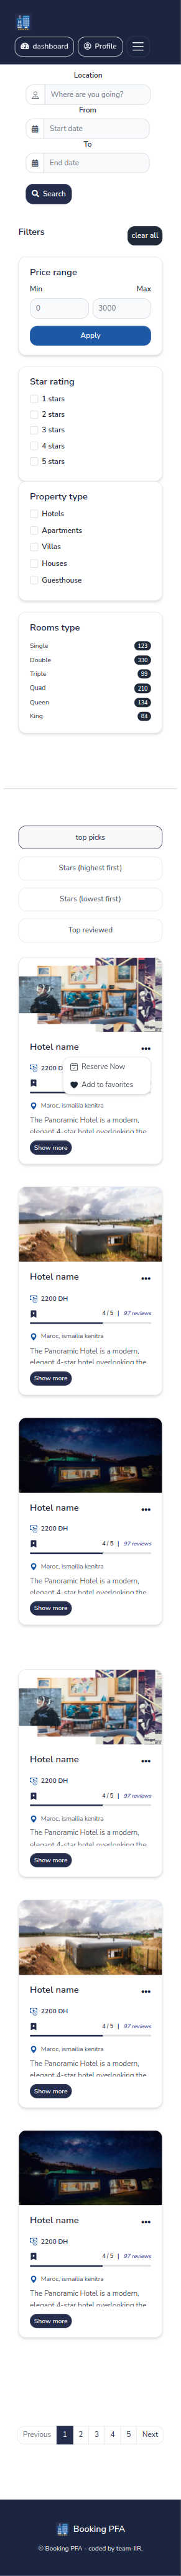 dashboard
Profile
Location
Where are you going?
From
Start date
To
End date
Search
Filters
clear all
Price range
Min
Max
0
3000
Apply
Star rating
1 stars
2 stars
3 stars
4 stars
5 stars
Property type
Hotels
Apartments
Villas
Houses
Guesthouse
Rooms type
Single 123
Double 330
Triple 99
Quad 210
Queen 134
King 84
top picks
Stars (highest first)
Stars (lowest first)
Top reviewed
Hotel name
2200 D
Reserve Now
Add to favorites
Maroc, ismailia kenitra
The Panoramic Hotel is a modern,
elegant 4-star hotel overlooking the
Show more
Hotel name
2200 DH
4 / 5 | 97 reviews
Maroc, ismailia kenitra
The Panoramic Hotel is a modern,
elegant 4-star hotel overlooking the
Show more
Hotel name
2200 DH
4 / 5 | 97 reviews
Maroc, ismailia kenitra
The Panoramic Hotel is a modern,
elegant 4-star hotel overlooking the
Show more
Hotel name
2200 DH
4 / 5 | 97 reviews
Maroc, ismailia kenitra
The Panoramic Hotel is a modern,
elegant 4-star hotel overlooking the
Show more
Hotel name
2200 DH
4 / 5 | 97 reviews
Maroc, ismailia kenitra
The Panoramic Hotel is a modern,
elegant 4-star hotel overlooking the
Show more
Hotel name
2200 DH
4 / 5 | 97 reviews
Maroc, ismailia kenitra
The Panoramic Hotel is a modern,
elegant 4-star hotel overlooking the
Show more
Previous 1 2 3 4 5 Next
Booking PFA
© Booking PFA - coded by team-IIR.